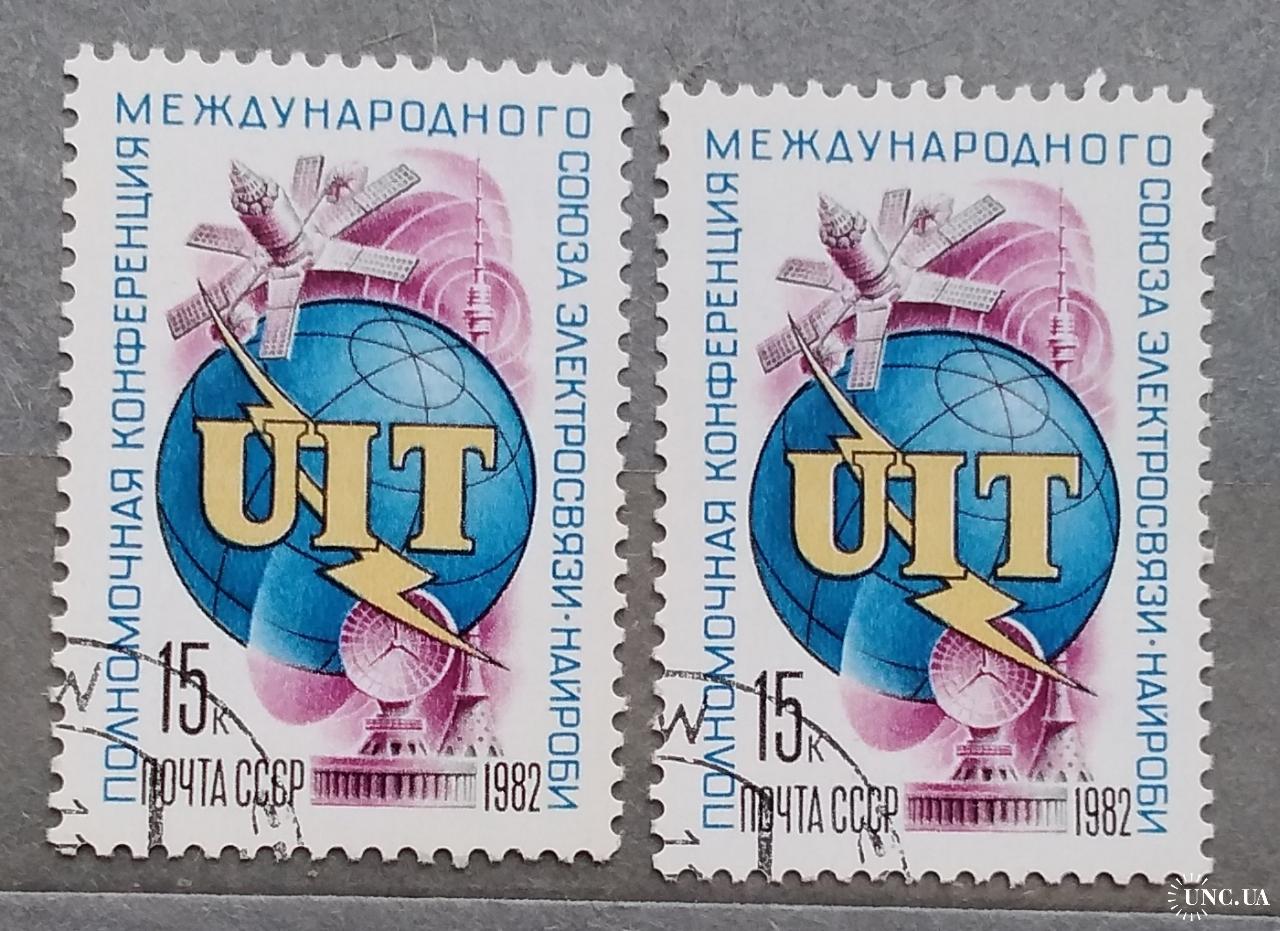 ПОЛНОМОЧНАЯ КОНФЕРЕНЦИЯ
МЕЖДУНАРОДНОГО
СОЮЗА ЭЛЕКТРОСВЯЗИ · НАЙРОБИ
UIT
15к
ПОЧТА СССР
1982
ПОЛНОМОЧНАЯ КОНФЕРЕНЦИЯ
МЕЖДУНАРОДНОГО
СОЮЗА ЭЛЕКТРОСВЯЗИ · НАЙРОБИ
UIT
15к
ПОЧТА СССР
1982
UNC.UA